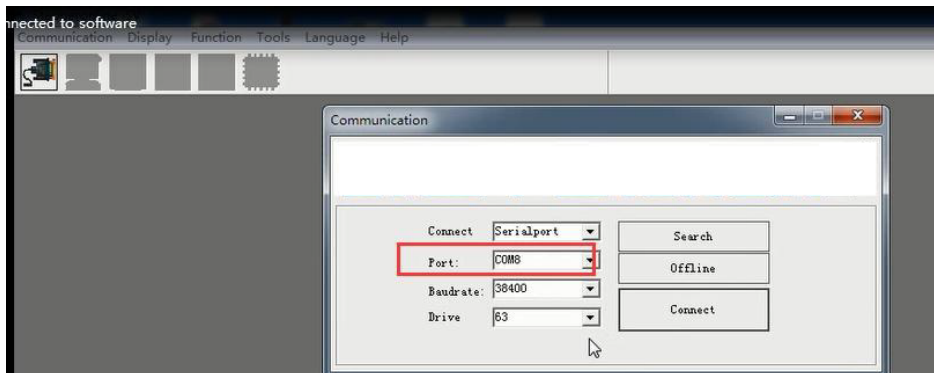 nnected to software
Communication Display Function Tools Language Help
Communication
Connect Serialport Search
Port: COM8 Offline
Baudrate: 38400 Connect
Drive 63